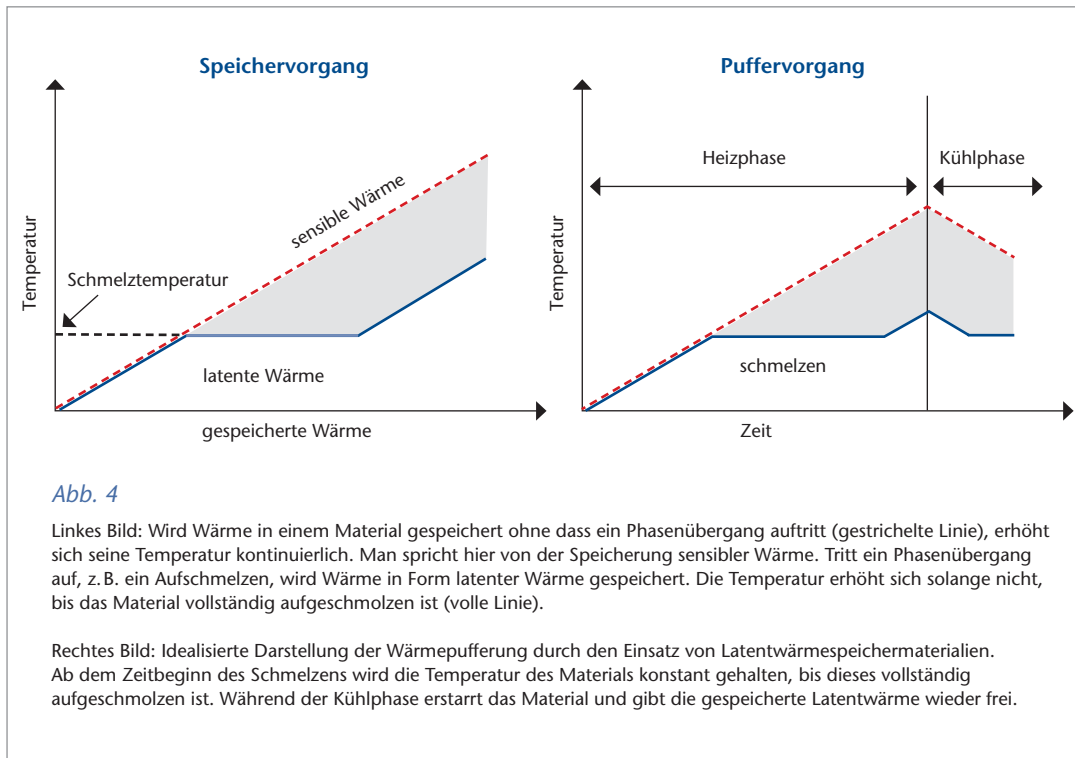 Speichervorgang
Temperatur
Schmelztemperatur
sensible Wärme
latente Wärme
gespeicherte Wärme
Puffervorgang
Temperatur
Heizphase
Kühlphase
schmelzen
Zeit
Abb. 4
Linkes Bild: Wird Wärme in einem Material gespeichert ohne dass ein Phasenübergang auftritt (gestrichelte Linie), erhöht
sich seine Temperatur kontinuierlich. Man spricht hier von der Speicherung sensibler Wärme. Tritt ein Phasenübergang
auf, z.B. ein Aufschmelzen, wird Wärme in Form latenter Wärme gespeichert. Die Temperatur erhöht sich solange nicht,
bis das Material vollständig aufgeschmolzen ist (volle Linie).
Rechtes Bild: Idealisierte Darstellung der Wärmepufferung durch den Einsatz von Latentwärmespeichermaterialien.
Ab dem Zeitbeginn des Schmelzens wird die Temperatur des Materials konstant gehalten, bis dieses vollständig
aufgeschmolzen ist. Während der Kühlphase erstarrt das Material und gibt die gespeicherte Latentwärme wieder frei.